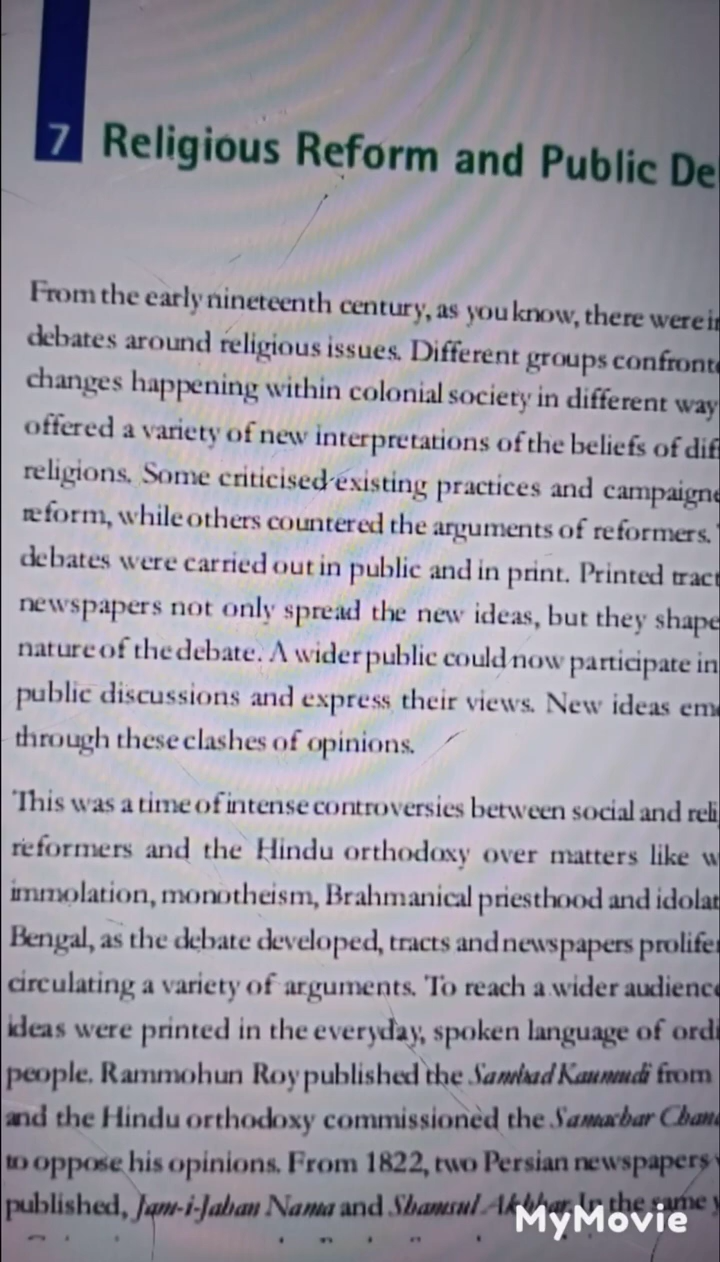 7 Religious Reform and Public De
From the early nineteenth century, as you know, there were in
debates around religious issues. Different groups confronte
changes happening within colonial society in different way
offered a variety of new interpretations of the beliefs of dif
religions. Some criticised existing practices and campaigne
reform, while others countered the arguments of reformers.
debates were carried out in public and in print. Printed tract
newspapers not only spread the new ideas, but they shape
nature of the debate. A wider public could now participate in
public discussions and express their views. New ideas eme
through these clashes of opinions.
This was a time of intense controversies between social and reli
reformers and the Hindu orthodoxy over matters like w
immolation, monotheism, Brahmanical priesthood and idolat
Bengal, as the debate developed, tracts and newspapers prolifer
circulating a variety of arguments. To reach a wider audience
ideas were printed in the everyday, spoken language of ordi
people. Rammohun Roy published the Sambad Kaumudi from
and the Hindu orthodoxy commissioned the Samachar Chand
to oppose his opinions. From 1822, two Persian newspapers
published, Jam-i-Jahan Nama and Shamsul Akhbar. In the same y
MyMovie